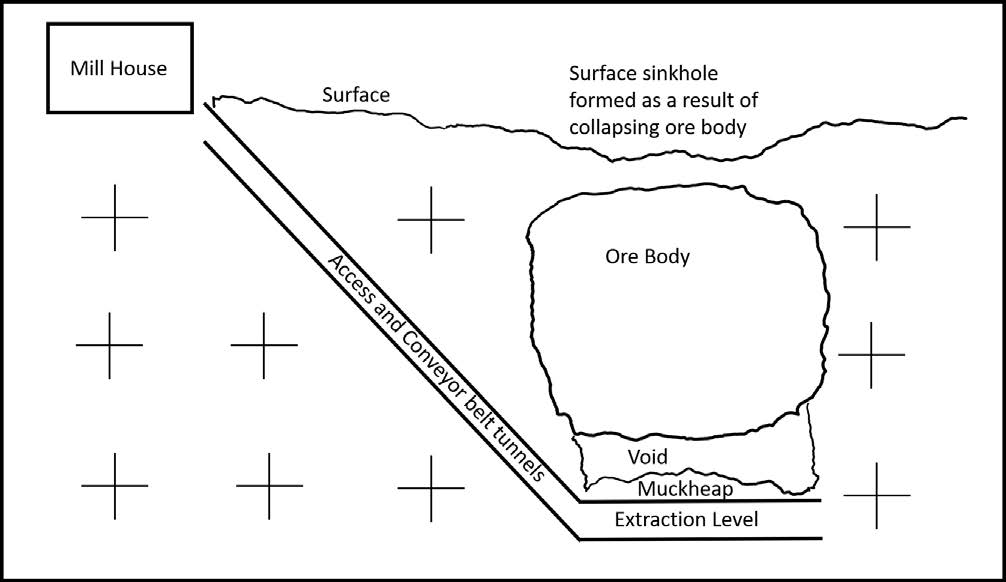 Mill House
Surface
Surface sinkhole
formed as a result of
collapsing ore body
Ore Body
Access and Conveyor belt tunnels
Void
Muckheap
Extraction Level